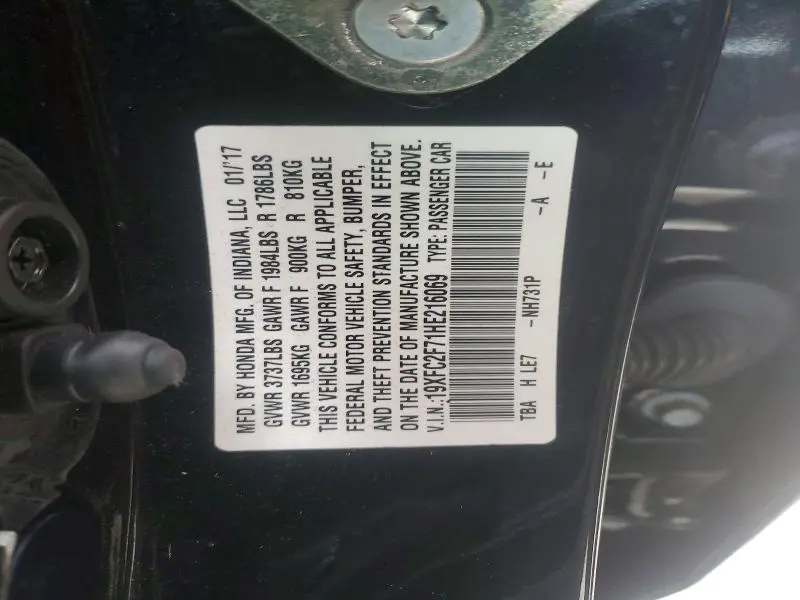 MFD. BY HONDA MFG. OF INDIANA, LLC 01/'17
GVWR 3737LBS GAWR F 1984LBS R 1786LBS
GVWR 1695KG GAWR F 900KG R 810KG
THIS VEHICLE CONFORMS TO ALL APPLICABLE
FEDERAL MOTOR VEHICLE SAFETY, BUMPER,
AND THEFT PREVENTION STANDARDS IN EFFECT
ON THE DATE OF MANUFACTURE SHOWN ABOVE.
V.I.N.:19XFC2F71HE216069 TYPE: PASSENGER CAR
TBA H LE7 -NH731P -A -E